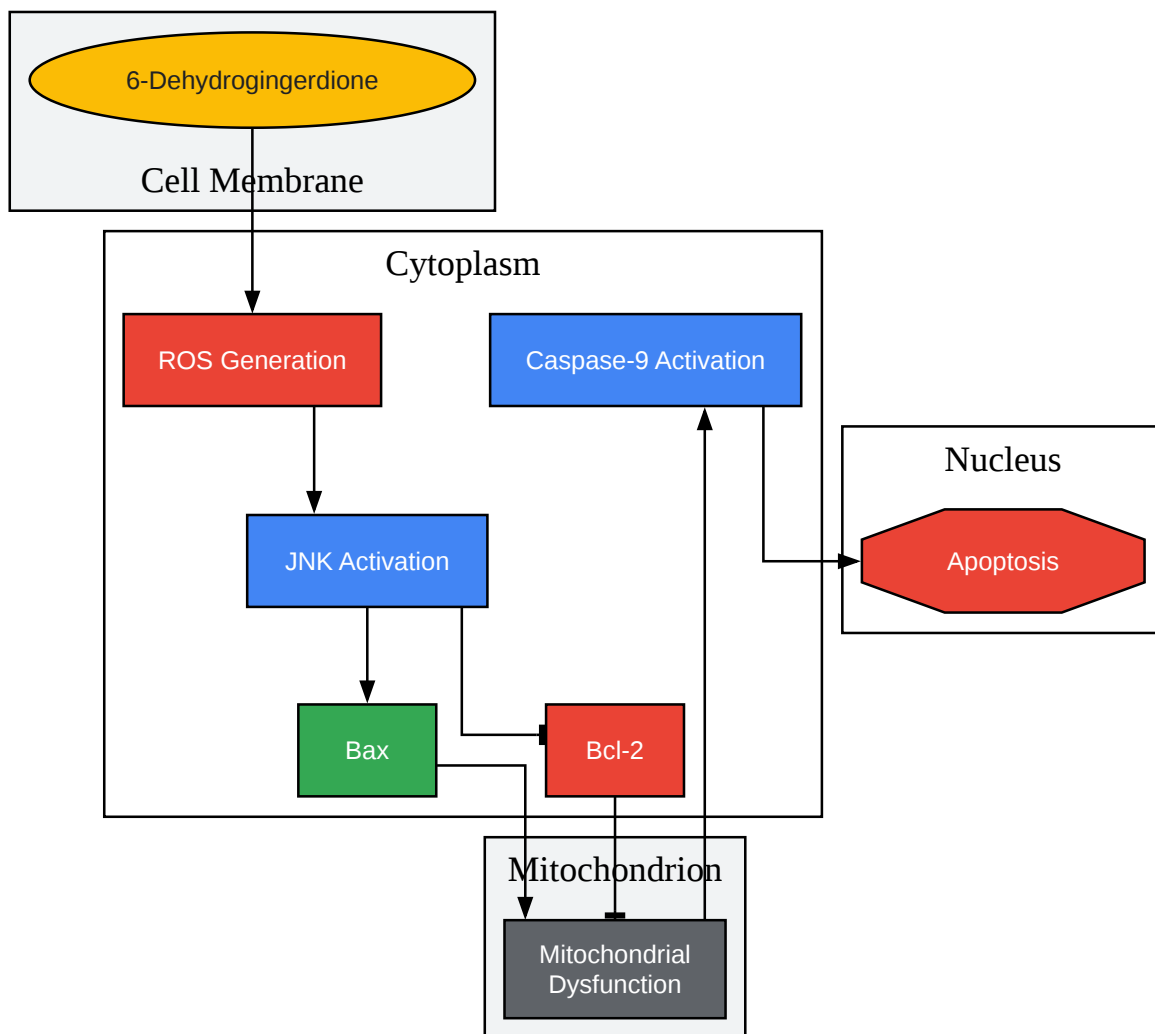 6-Dehydrogingerdione
Cell Membrane
Cytoplasm
ROS Generation
Caspase-9 Activation
Nucleus
JNK Activation
Apoptosis
Bax
Bcl-2
Mitochondrion
Mitochondrial
Dysfunction